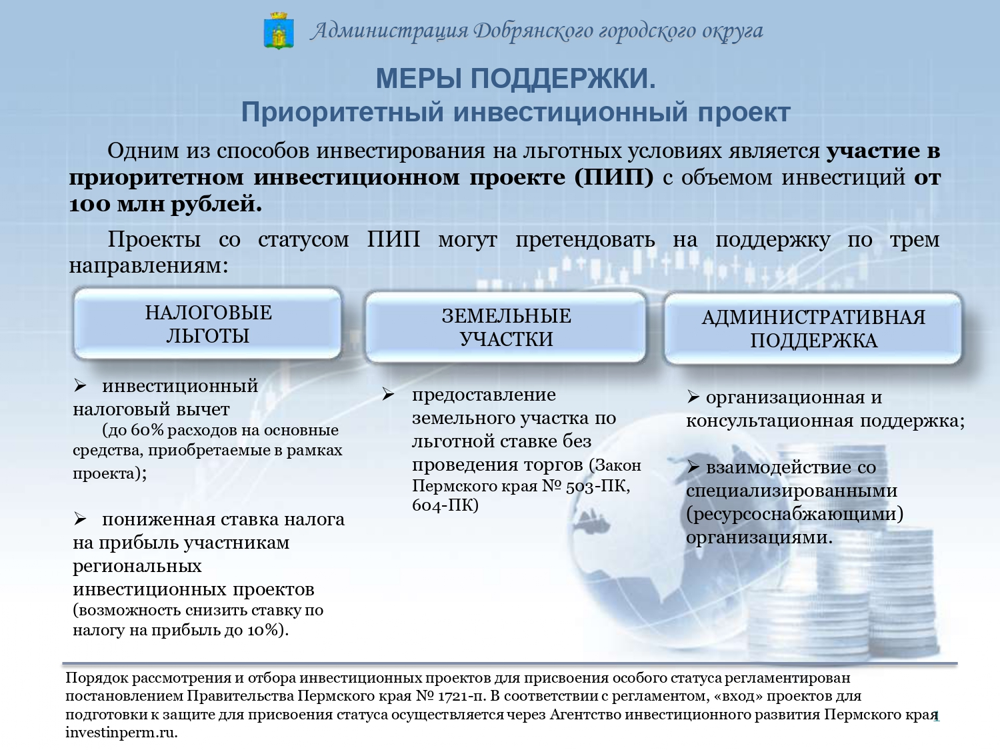 Администрация Добрянского городского округа
МЕРЫ ПОДДЕРЖКИ.
Приоритетный инвестиционный проект
Одним из способов инвестирования на льготных условиях является участие в
приоритетном инвестиционном проекте (ПИП) с объемом инвестиций от
100 млн рублей.
Проекты со статусом ПИП могут претендовать на поддержку по трем
направлениям:
НАЛОГОВЫЕ
ЛЬГОТЫ
➢ инвестиционный
налоговый вычет
(до 60% расходов на основные
средства, приобретаемые в рамках
проекта);
➢ пониженная ставка налога
на прибыль участникам
региональных
инвестиционных проектов
(возможность снизить ставку по
налогу на прибыль до 10%).
ЗЕМЕЛЬНЫЕ
УЧАСТКИ
➢ предоставление
земельного участка по
льготной ставке без
проведения торгов (Закон
Пермского края № 503-ПК,
604-ПК)
АДМИНИСТРАТИВНАЯ
ПОДДЕРЖКА
➢ организационная и
консультационная поддержка;
➢ взаимодействие со
специализированными
(ресурсоснабжающими)
организациями.
Порядок рассмотрения и отбора инвестиционных проектов для присвоения особого статуса регламентирован
постановлением Правительства Пермского края № 1721-п. В соответствии с регламентом, «вход» проектов для
подготовки к защите для присвоения статуса осуществляется через Агентство инвестиционного развития Пермского края
investinperm.ru.
1